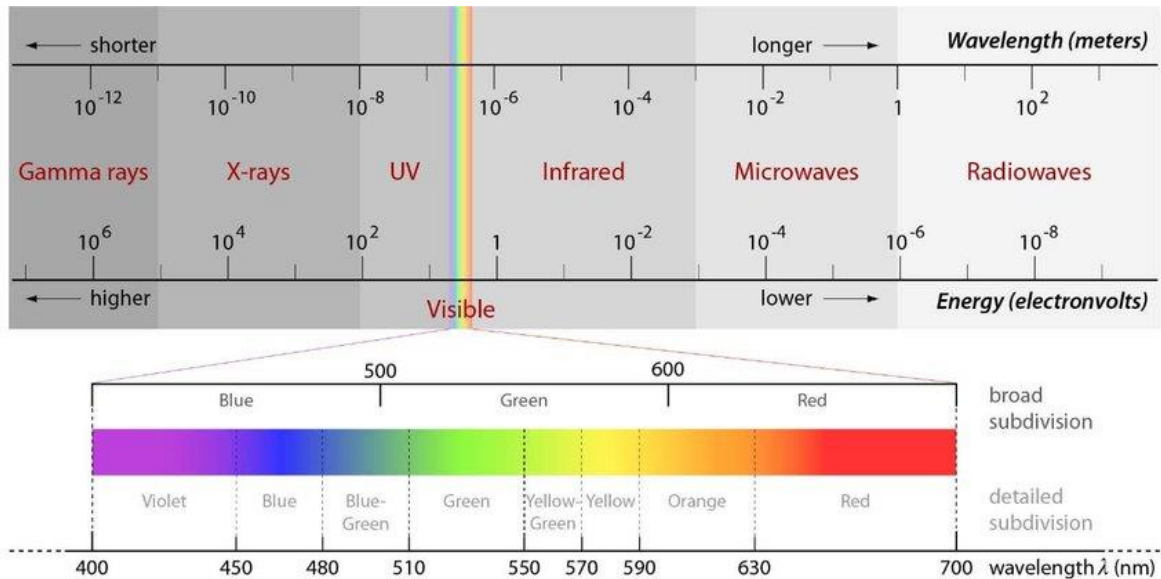 shorter longer Wavelength (meters)
10⁻¹² 10⁻¹⁰ 10⁻⁸ 10⁻⁶ 10⁻⁴ 10⁻² 1 10²
Gamma rays X-rays UV Infrared Microwaves Radiowaves
10⁶ 10⁴ 10² 1 10⁻² 10⁻⁴ 10⁻⁶ 10⁻⁸
higher Visible lower Energy (electronvolts)
500 600
Blue Green Red broad
subdivision
Violet Blue Blue- Green Yellow- Yellow Orange Red detailed
Green Green subdivision
400 450 480 510 550 570 590 630 700 wavelength λ (nm)